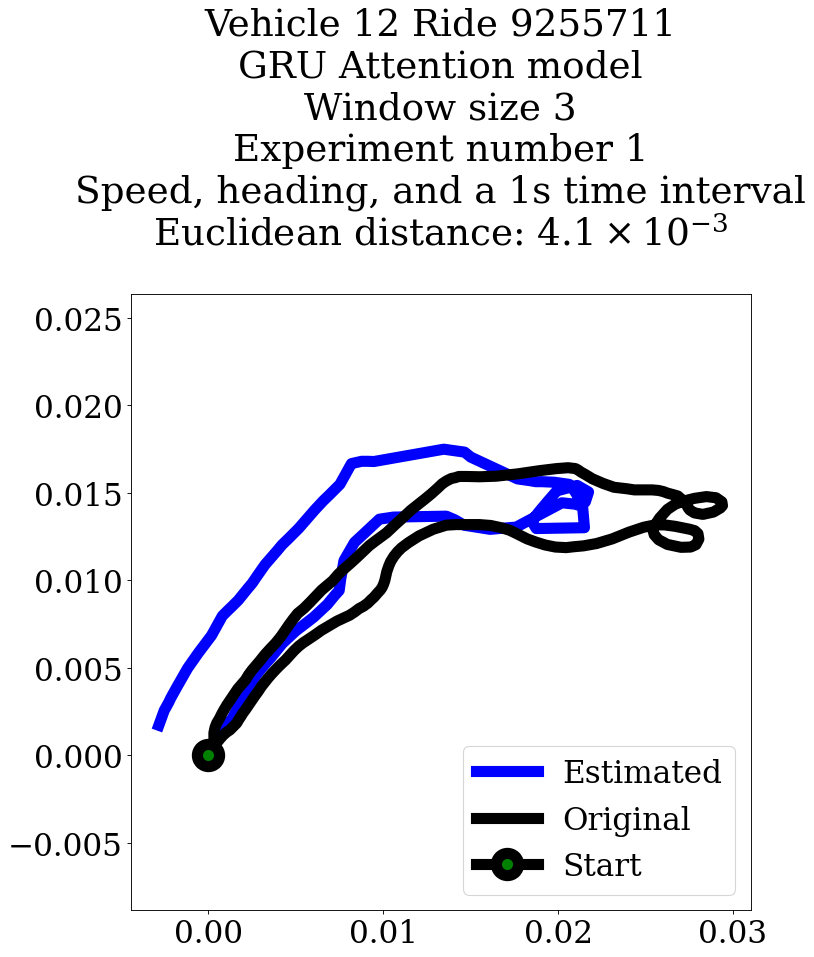 Vehicle 12 Ride 9255711
GRU Attention model
Window size 3
Experiment number 1
Speed, heading, and a 1s time interval
Euclidean distance: 4.1 × 10⁻³
0.025
0.020
0.015
0.010
0.005
0.000
−0.005
Estimated
Original
Start
0.00 0.01 0.02 0.03